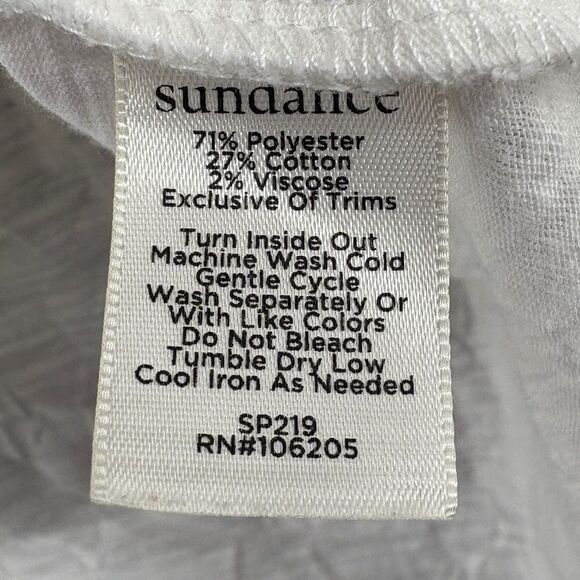 sundance
71% Polyester
27% Cotton
2% Viscose
Exclusive Of Trims
Turn Inside Out
Machine Wash Cold
Gentle Cycle
Wash Separately Or
With Like Colors
Do Not Bleach
Tumble Dry Low
Cool Iron As Needed
SP219
RN#106205